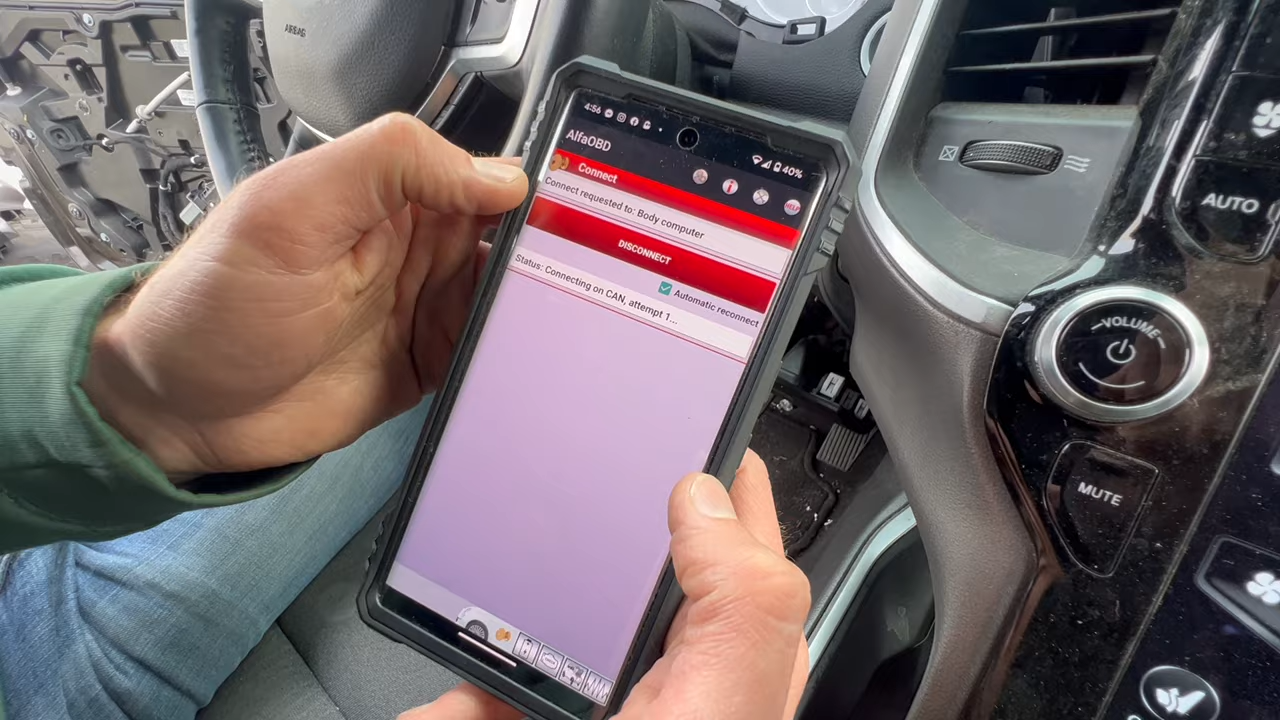 AIRBAG
4:56
40%
AlfaOBD
Connect
HELP
Connect requested to: Body computer
DISCONNECT
Automatic reconnect
Status: Connecting on CAN, attempt 1...
AUTO
VOLUME
MUTE